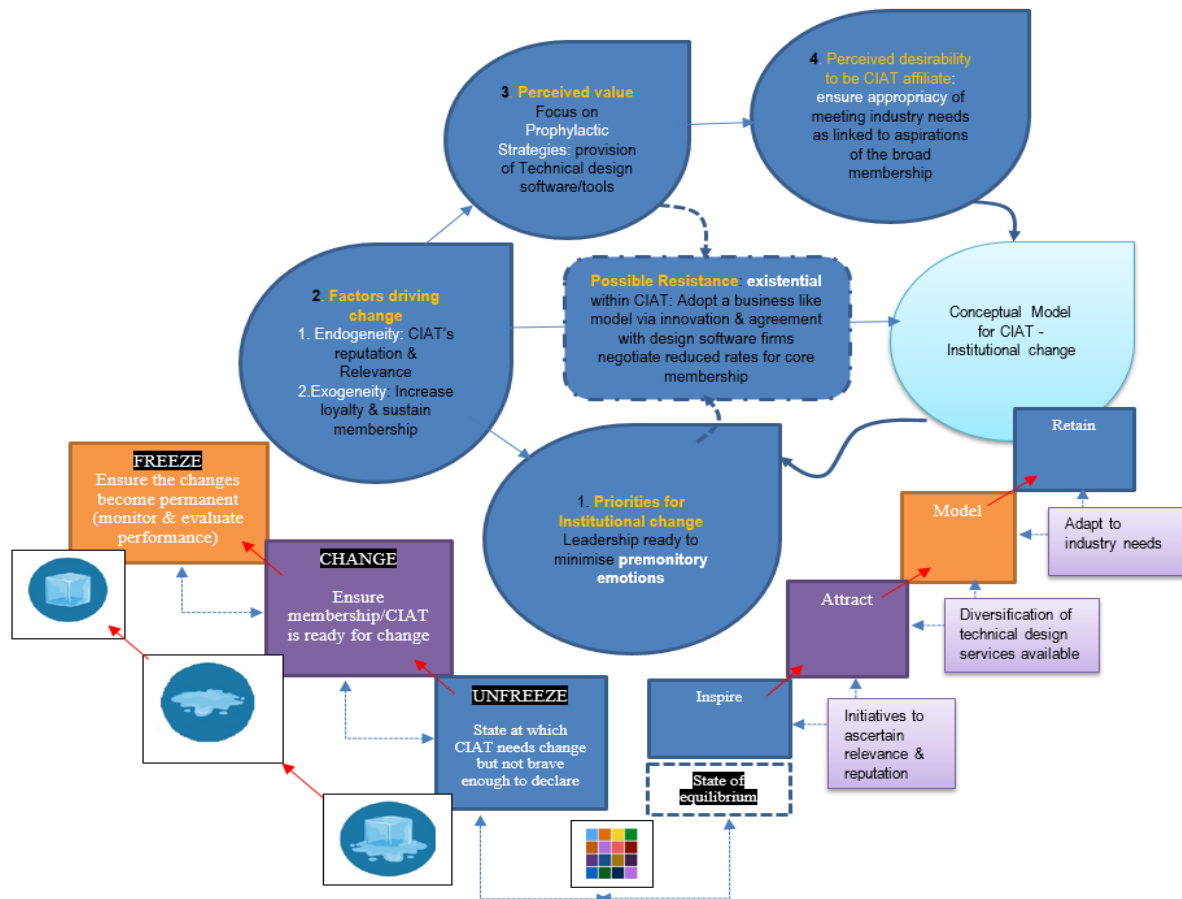 3. Perceived value
Focus on
Prophylactic
Strategies: provision
of Technical design
software/tools
4. Perceived desirability
to be CIAT affiliate:
ensure appropriacy of
meeting industry needs
as linked to aspirations
of the broad
membership
2. Factors driving
change
1. Endogeneity: CIAT's
reputation &
Relevance
2.Exogeneity: Increase
loyalty & sustain
membership
Possible Resistance: existential
within CIAT: Adopt a business like
model via innovation & agreement
with design software firms
negotiate reduced rates for core
membership
Conceptual Model
for CIAT -
Institutional change
1. Priorities for
Institutional change
Leadership ready to
minimise premonitory
emotions
FREEZE
Ensure the changes
become permanent
(monitor & evaluate
performance)
CHANGE
Ensure
membership/CIAT
is ready for change
UNFREEZE
State at which
CIAT needs change
but not brave
enough to declare
Retain
Model
Attract
Inspire
State of
equilibrium
Adapt to
industry needs
Diversification of
technical design
services available
Initiatives to
ascertain
relevance &
reputation